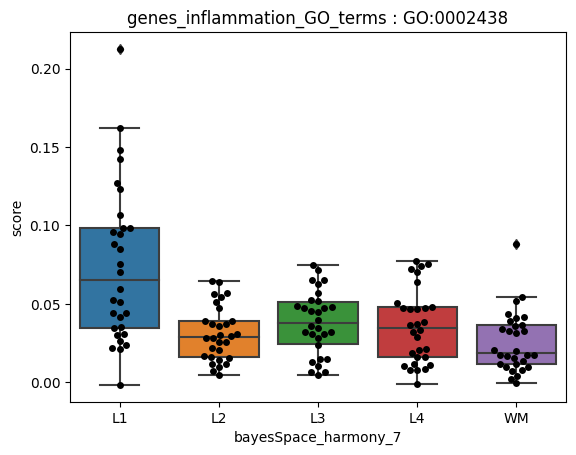 genes_inflammation_GO_terms : GO:0002438
score
0.20
0.15
0.10
0.05
0.00
L1 L2 L3 L4 WM
bayesSpace_harmony_7